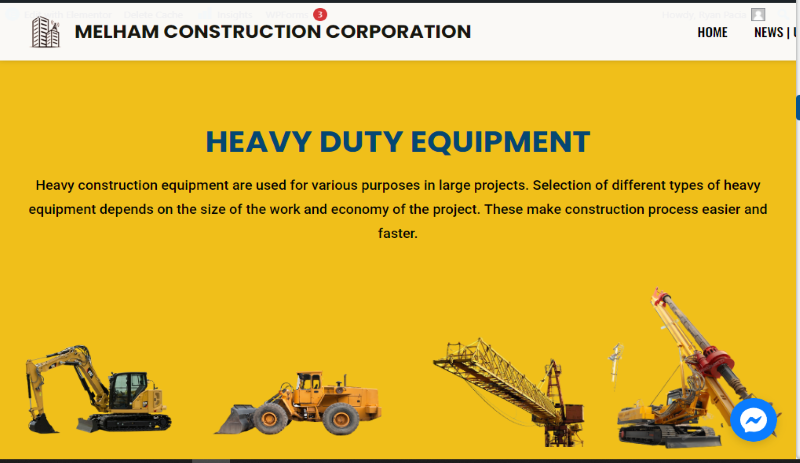 3
MELHAM CONSTRUCTION CORPORATION
HOME
NEWS |
HEAVY DUTY EQUIPMENT
Heavy construction equipment are used for various purposes in large projects. Selection of different types of heavy
equipment depends on the size of the work and economy of the project. These make construction process easier and
faster.